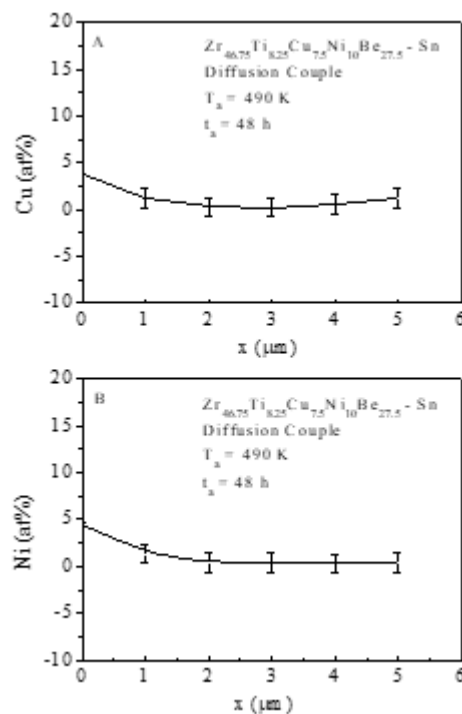 A
Zr46.75Ti8.25Cu7.5Ni10Be27.5 - Sn
Diffusion Couple
Ta = 490 K
ta = 48 h
Cu (at%)
20
15
10
5
0
-5
-10
0 1 2 3 4 5 6
x (μm)
B
Zr46.75Ti8.25Cu7.5Ni10Be27.5 - Sn
Diffusion Couple
Ta = 490 K
ta = 48 h
Ni (at%)
20
15
10
5
0
-5
-10
0 1 2 3 4 5 6
x (μm)